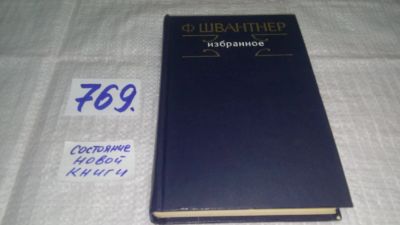 Ф ШВАНТНЕР
избранное
769.
СОСТОЯНИЕ
НОВОЙ
КНИГИ